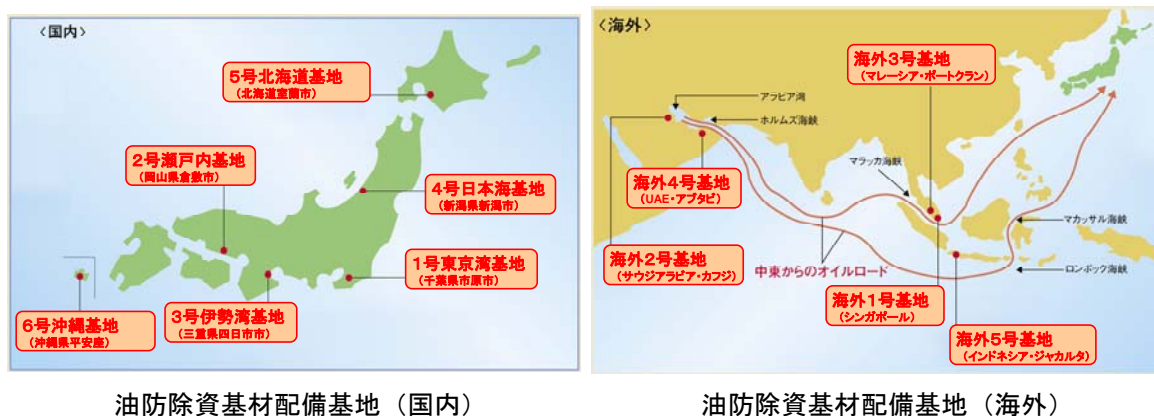 〈国内〉
5号北海道基地
(北海道室蘭市)
2号瀬戸内基地
(岡山県倉敷市)
4号日本海基地
(新潟県新潟市)
1号東京湾基地
(千葉県市原市)
3号伊勢湾基地
(三重県四日市市)
6号沖縄基地
(沖縄県平安座)
油防除資基材配備基地（国内）
〈海外〉
海外3号基地
(マレーシア・ポートクラン)
アラビア湾
ホルムズ海峡
マラッカ海峡
海外4号基地
(UAE・アブダビ)
マカッサル海峡
海外2号基地
(サウジアラビア・カフジ)
中東からのオイルロード
ロンボック海峡
海外1号基地
(シンガポール)
海外5号基地
(インドネシア・ジャカルタ)
油防除資基材配備基地（海外）